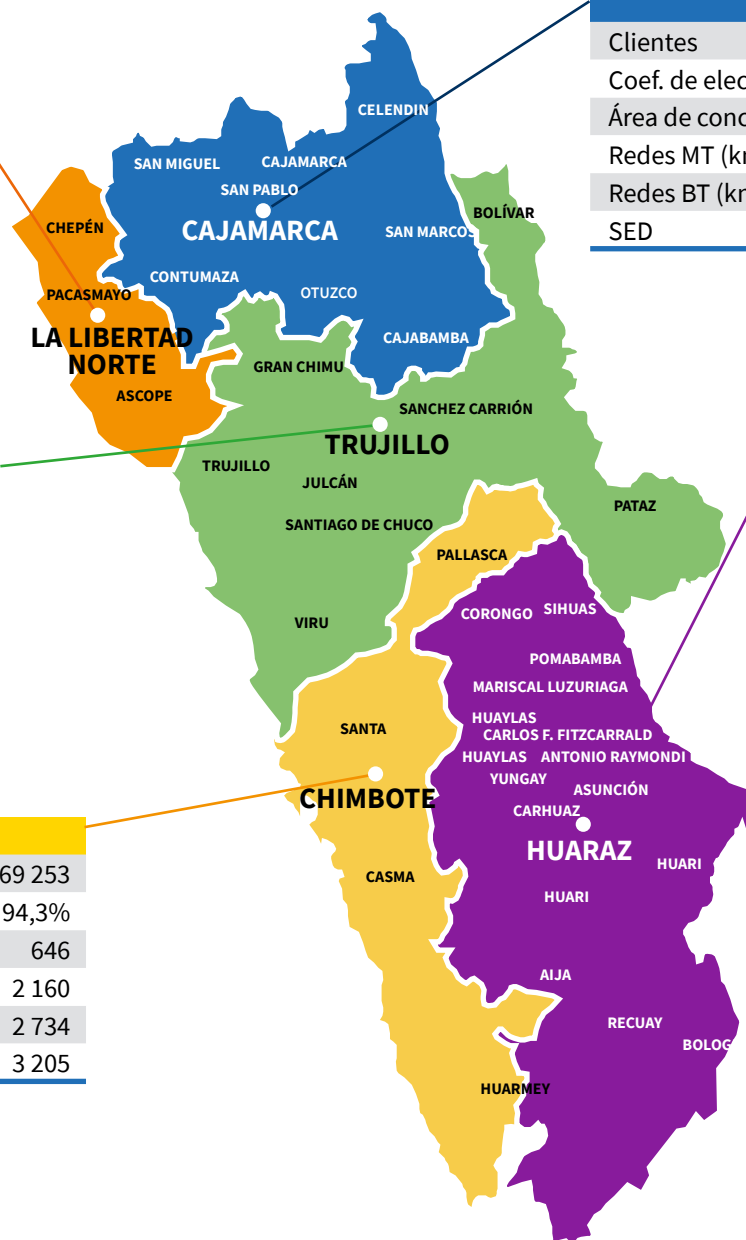 Clientes
Coef. de elec
Área de conc
Redes MT (km
Redes BT (km
SED
CELENDIN
SAN MIGUEL
CAJAMARCA
SAN PABLO
CAJAMARCA
SAN MARCOS
BOLÍVAR
CHEPÉN
CONTUMAZA
OTUZCO
PACASMAYO
LA LIBERTAD
NORTE
CAJABAMBA
GRAN CHIMU
ASCOPE
SANCHEZ CARRIÓN
TRUJILLO
TRUJILLO
JULCÁN
PATAZ
SANTIAGO DE CHUCO
PALLASCA
VIRU
CORONGO
SIHUAS
POMABAMBA
MARISCAL LUZURIAGA
HUAYLAS
CARLOS F. FITZCARRALD
SANTA
HUAYLAS
ANTONIO RAYMONDI
YUNGAY
ASUNCIÓN
CHIMBOTE
CARHUAZ
HUARAZ
HUARI
CASMA
HUARI
AIJA
RECUAY
BOLOG
HUARMEY
69 253
94,3%
646
2 160
2 734
3 205